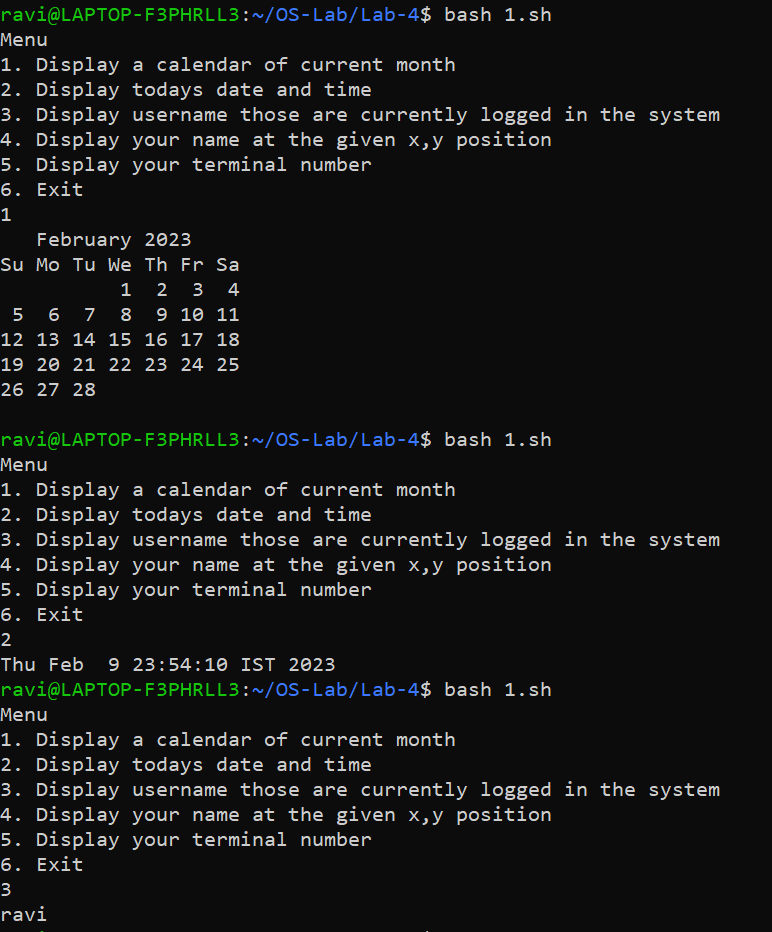 ravi@LAPTOP-F3PHRLL3:~/OS-Lab/Lab-4$ bash 1.sh
Menu
1. Display a calendar of current month
2. Display todays date and time
3. Display username those are currently logged in the system
4. Display your name at the given x,y position
5. Display your terminal number
6. Exit
1
   February 2023
Su Mo Tu We Th Fr Sa
          1  2  3  4
 5  6  7  8  9 10 11
12 13 14 15 16 17 18
19 20 21 22 23 24 25
26 27 28
ravi@LAPTOP-F3PHRLL3:~/OS-Lab/Lab-4$ bash 1.sh
Menu
1. Display a calendar of current month
2. Display todays date and time
3. Display username those are currently logged in the system
4. Display your name at the given x,y position
5. Display your terminal number
6. Exit
2
Thu Feb  9 23:54:10 IST 2023
ravi@LAPTOP-F3PHRLL3:~/OS-Lab/Lab-4$ bash 1.sh
Menu
1. Display a calendar of current month
2. Display todays date and time
3. Display username those are currently logged in the system
4. Display your name at the given x,y position
5. Display your terminal number
6. Exit
3
ravi